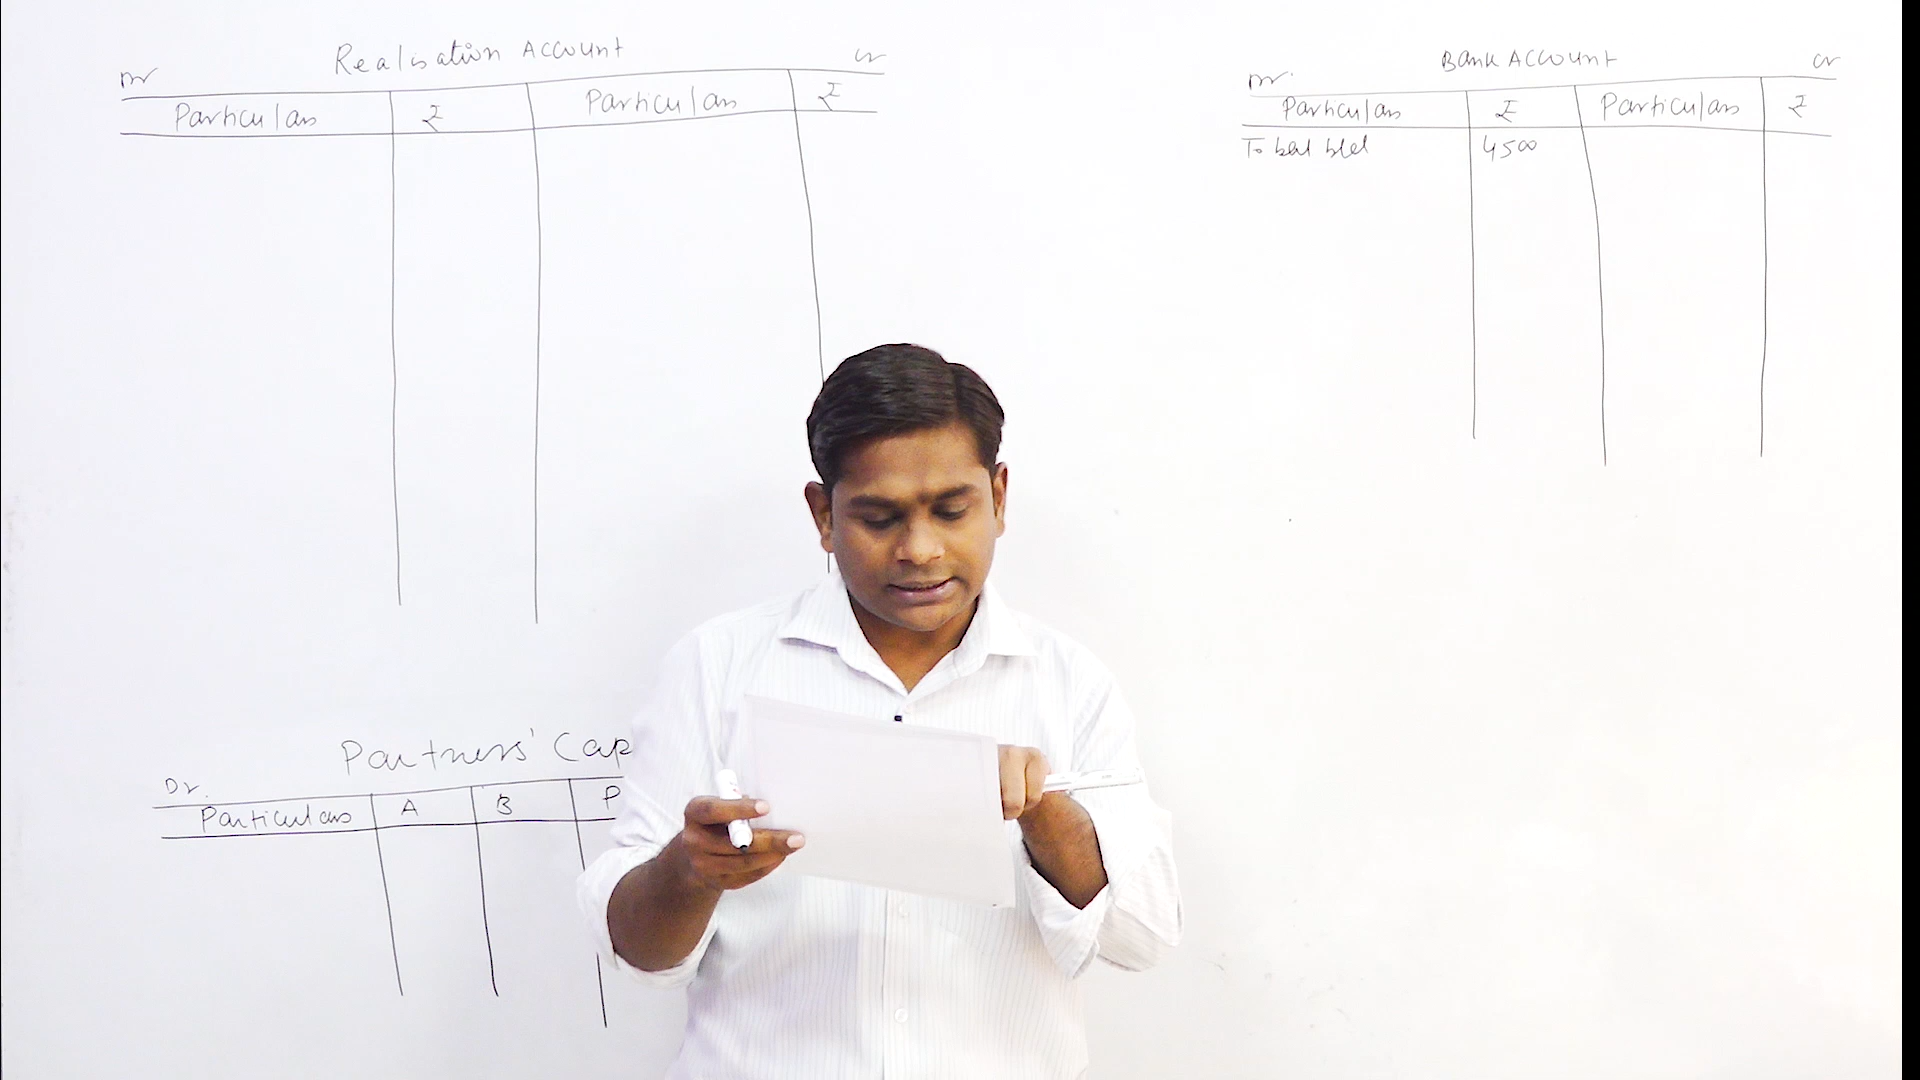 Realisation Account
Dr Cr
Particulars ₹ Particulars ₹
Bank Account
Dr. Cr
Particulars ₹ Particulars ₹
To bal b/d 4500
Partners' Cap
Dr.
Particulars A B P